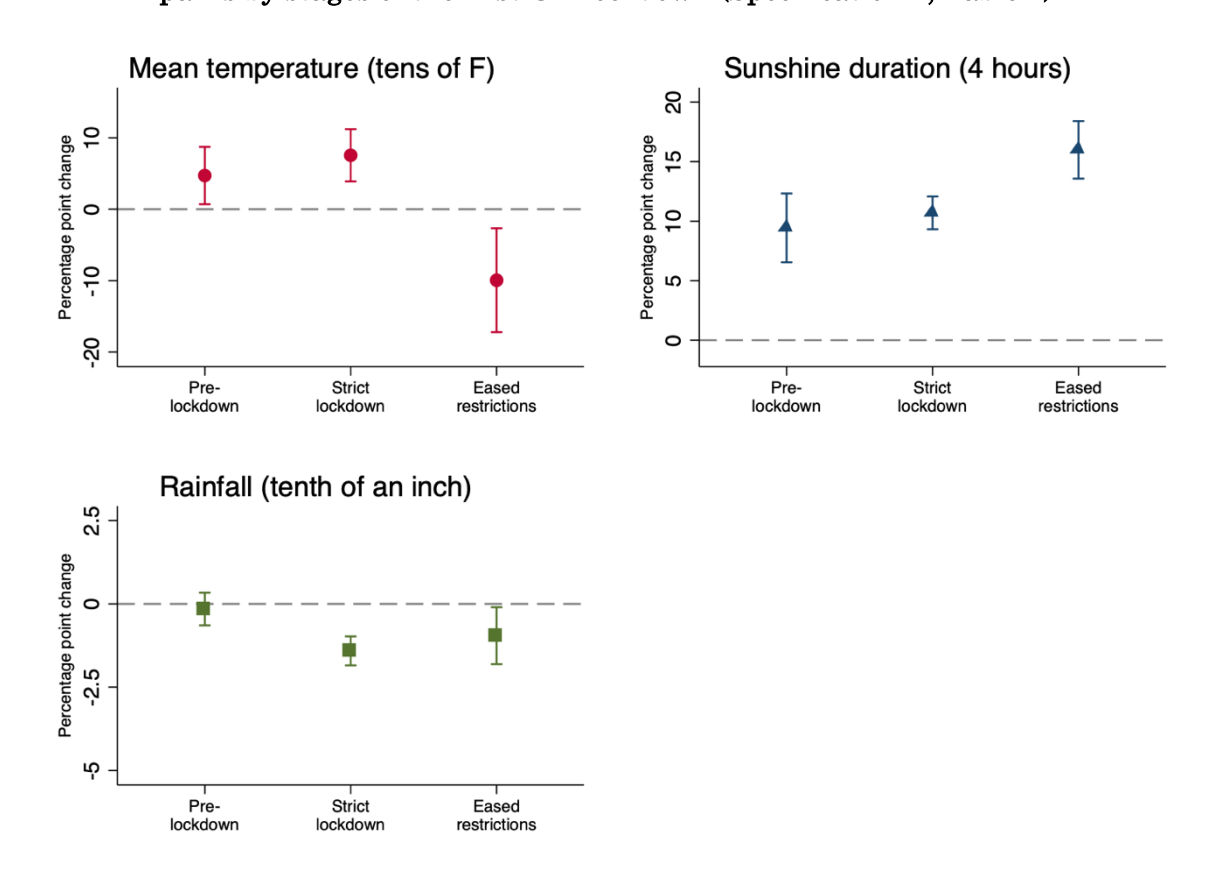 Mean temperature (tens of F)
Percentage point change
10
0
-10
-20
Pre-
lockdown
Strict
lockdown
Eased
restrictions
Sunshine duration (4 hours)
Percentage point change
20
15
10
5
0
Pre-
lockdown
Strict
lockdown
Eased
restrictions
Rainfall (tenth of an inch)
Percentage point change
2.5
0
-2.5
-5
Pre-
lockdown
Strict
lockdown
Eased
restrictions